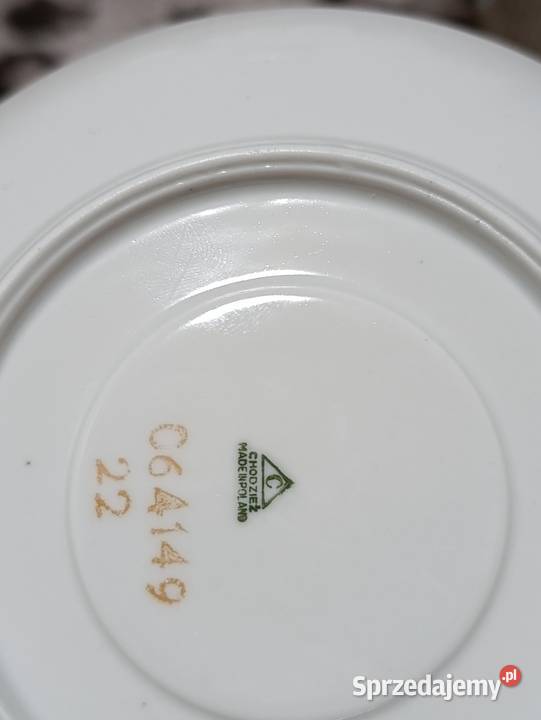 C
CHODZIEŻ
MADE IN POLAND
C64149
22
Sprzedajemy.pl